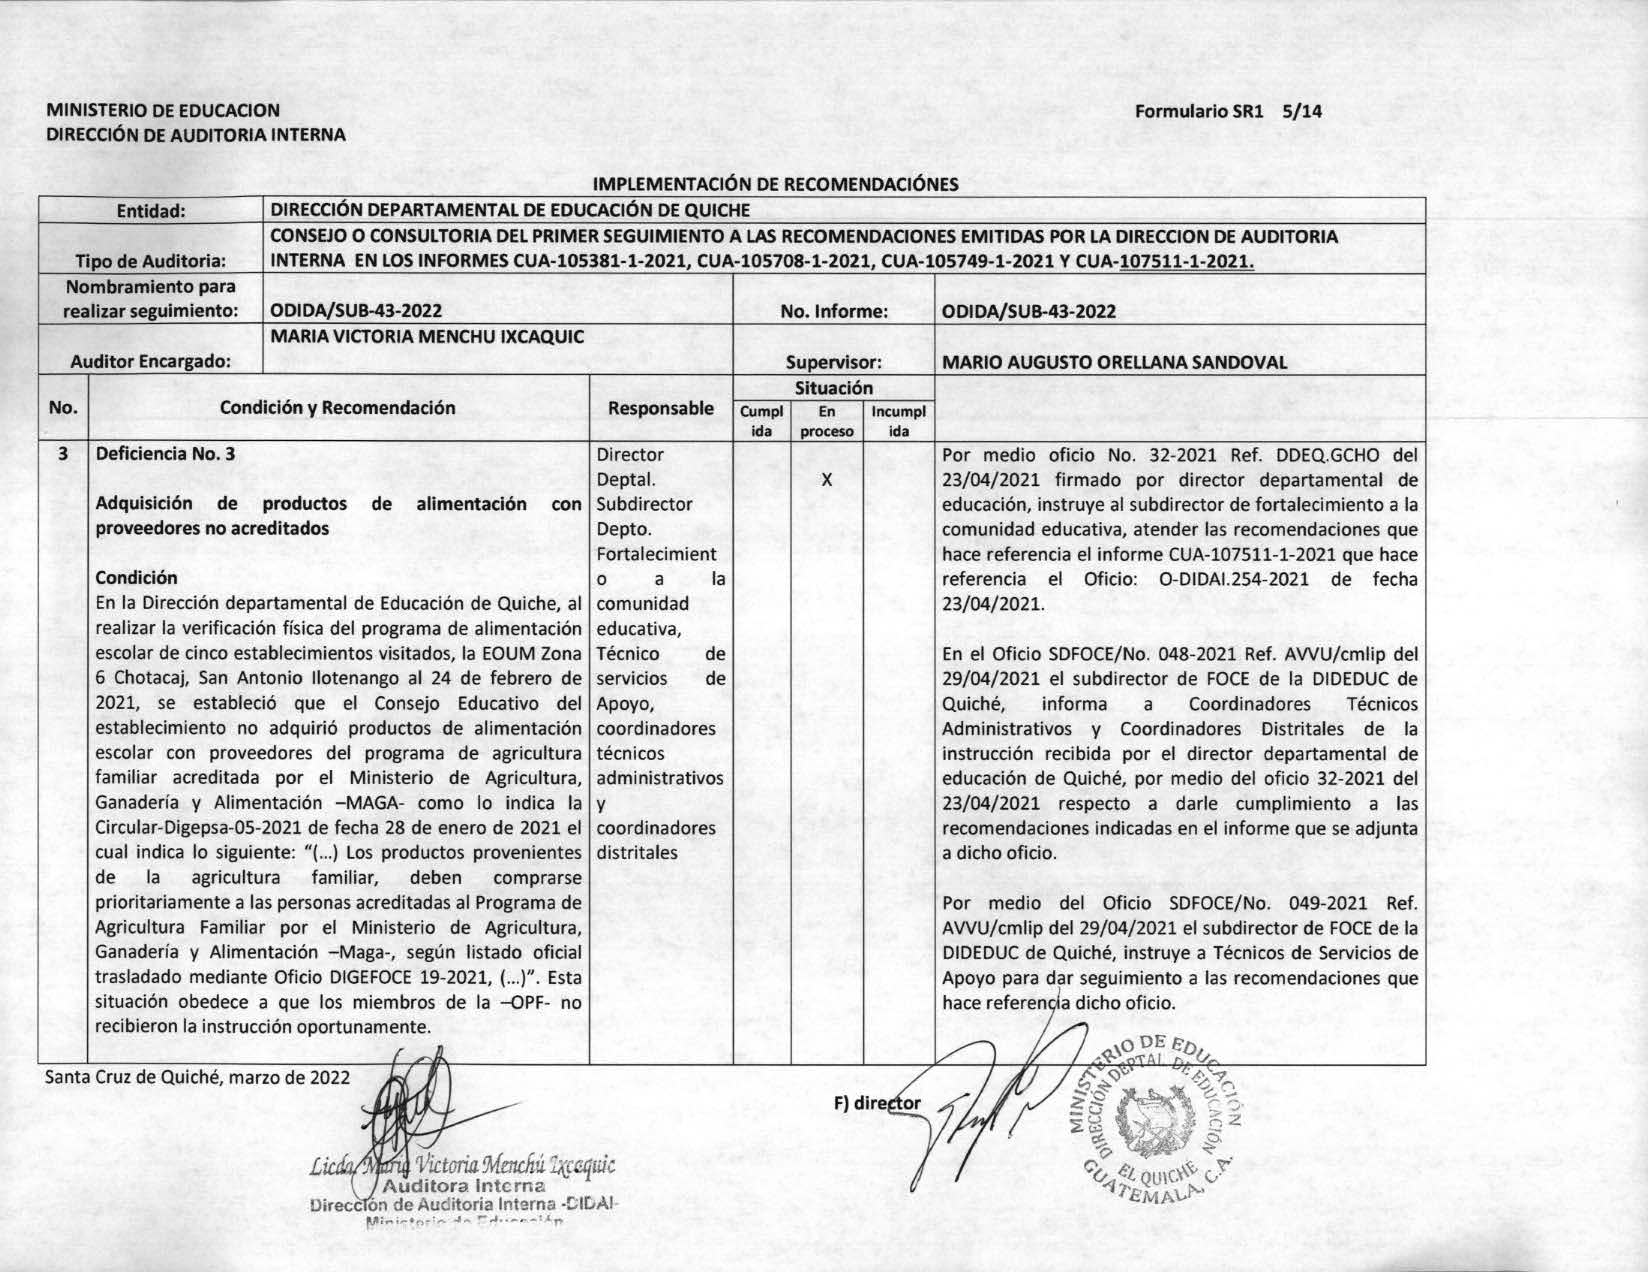 MINISTERIO DE EDUCACION
DIRECCIÓN DE AUDITORIA INTERNA
Formulario SR1 5/14
IMPLEMENTACIÓN DE RECOMENDACIÓNES
Entidad: DIRECCIÓN DEPARTAMENTAL DE EDUCACIÓN DE QUICHE
Tipo de Auditoria: CONSEJO O CONSULTORIA DEL PRIMER SEGUIMIENTO A LAS RECOMENDACIONES EMITIDAS POR LA DIRECCION DE AUDITORIA
INTERNA EN LOS INFORMES CUA-105381-1-2021, CUA-105708-1-2021, CUA-105749-1-2021 Y CUA-107511-1-2021.
Nombramiento para
realizar seguimiento: ODIDA/SUB-43-2022
No. Informe: ODIDA/SUB-43-2022
Auditor Encargado: MARIA VICTORIA MENCHU IXCAQUIC
Supervisor: MARIO AUGUSTO ORELLANA SANDOVAL
No.
Condición y Recomendación
Responsable
Situación
Cumpl
ida
En
proceso
Incumpl
ida
3
Deficiencia No. 3
Adquisición de productos de alimentación con
proveedores no acreditados
Condición
En la Dirección departamental de Educación de Quiche, al
realizar la verificación física del programa de alimentación
escolar de cinco establecimientos visitados, la EOUM Zona
6 Chotacaj, San Antonio Ilotenango al 24 de febrero de
2021, se estableció que el Consejo Educativo del
establecimiento no adquirió productos de alimentación
escolar con proveedores del programa de agricultura
familiar acreditada por el Ministerio de Agricultura,
Ganadería y Alimentación –MAGA- como lo indica la
Circular-Digepsa-05-2021 de fecha 28 de enero de 2021 el
cual indica lo siguiente: “(...) Los productos provenientes
de la agricultura familiar, deben comprarse
prioritariamente a las personas acreditadas al Programa de
Agricultura Familiar por el Ministerio de Agricultura,
Ganadería y Alimentación –Maga-, según listado oficial
trasladado mediante Oficio DIGEFOCE 19-2021, (...)”. Esta
situación obedece a que los miembros de la –OPF- no
recibieron la instrucción oportunamente.
Director
Deptal.
Subdirector
Depto.
Fortalecimient
o a la
comunidad
educativa,
Técnico de
servicios de
Apoyo,
coordinadores
técnicos
administrativos
y
coordinadores
distritales
X
Por medio oficio No. 32-2021 Ref. DDEQ.GCHO del
23/04/2021 firmado por director departamental de
educación, instruye al subdirector de fortalecimiento a la
comunidad educativa, atender las recomendaciones que
hace referencia el informe CUA-107511-1-2021 que hace
referencia el Oficio: O-DIDAI.254-2021 de fecha
23/04/2021.
En el Oficio SDFOCE/No. 048-2021 Ref. AVVU/cmlip del
29/04/2021 el subdirector de FOCE de la DIDEDUC de
Quiché, informa a Coordinadores Técnicos
Administrativos y Coordinadores Distritales de la
instrucción recibida por el director departamental de
educación de Quiché, por medio del oficio 32-2021 del
23/04/2021 respecto a darle cumplimiento a las
recomendaciones indicadas en el informe que se adjunta
a dicho oficio.
Por medio del Oficio SDFOCE/No. 049-2021 Ref.
AVVU/cmlip del 29/04/2021 el subdirector de FOCE de la
DIDEDUC de Quiché, instruye a Técnicos de Servicios de
Apoyo para dar seguimiento a las recomendaciones que
hace referencia dicho oficio.
Santa Cruz de Quiché, marzo de 2022
F) director
Licda. María Victoria Menchú Ixcaquic
Auditora Interna
Dirección de Auditoria Interna -DIDAI-
Ministerio de Educación
MINISTERIO DE EDUCACIÓN
DIRECCIÓN DEPTAL. DE EDUCACIÓN
EL QUICHÉ
GUATEMALA, C.A.